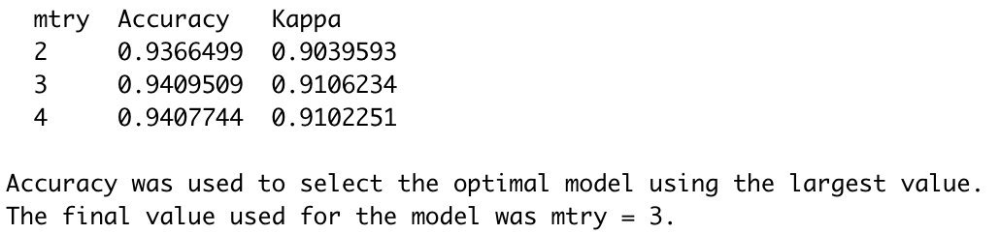 mtry  Accuracy   Kappa
2     0.9366499  0.9039593
3     0.9409509  0.9106234
4     0.9407744  0.9102251
Accuracy was used to select the optimal model using the largest value.
The final value used for the model was mtry = 3.